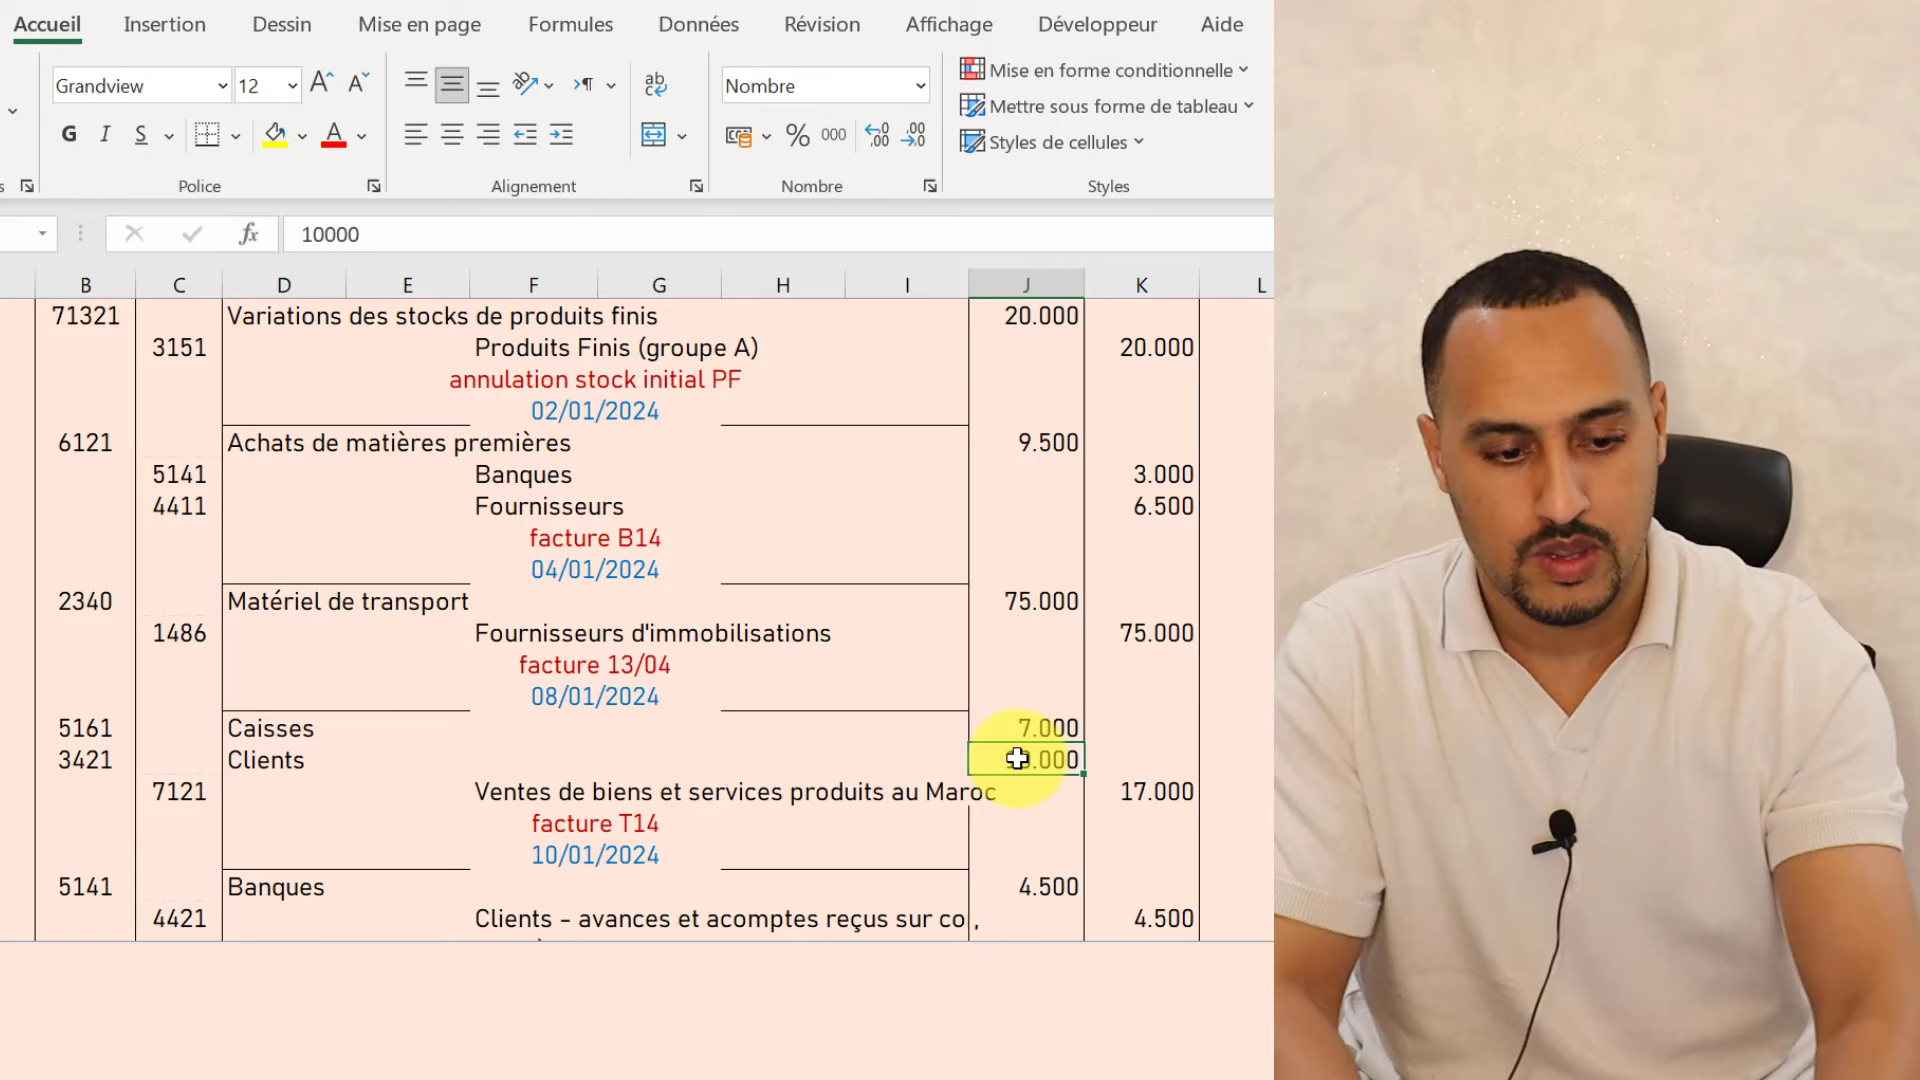 Accueil Insertion Dessin Mise en page Formules Données Révision Affichage Développeur Aide
Grandview 12 Nombre
Mise en forme conditionnelle
Mettre sous forme de tableau
G I S % 000
Styles de cellules
Police Alignement Nombre Styles
fx 10000
B C D E F G H I J K L
71321 Variations des stocks de produits finis 20.000
3151 Produits Finis (groupe A) 20.000
annulation stock initial PF
02/01/2024
6121 Achats de matières premières 9.500
5141 Banques 3.000
4411 Fournisseurs 6.500
facture B14
04/01/2024
2340 Matériel de transport 75.000
1486 Fournisseurs d'immobilisations 75.000
facture 13/04
08/01/2024
5161 Caisses 7.000
3421 Clients
7121 Ventes de biens et services produits au Maroc 17.000
facture T14
10/01/2024
5141 Banques 4.500
4421 Clients - avances et acomptes reçus sur 4.500